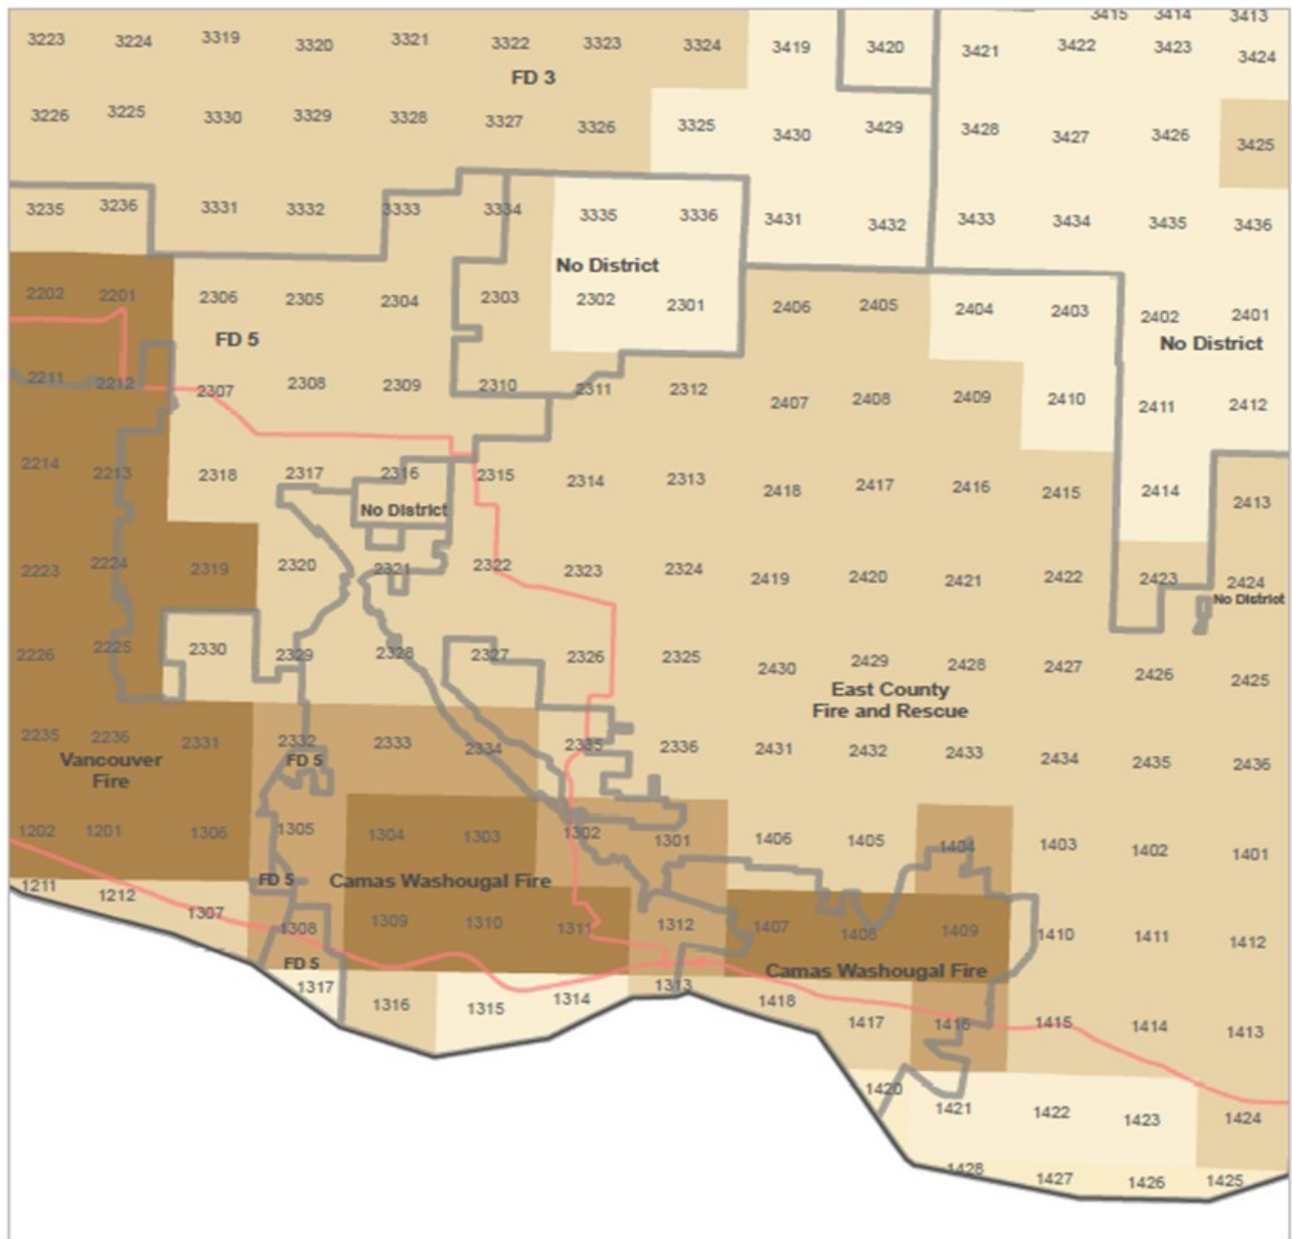 3415 3414 3413
3223 3224 3319 3320 3321 3322 3323 3324 3419 3420 3421 3422 3423 3424
FD 3
3226 3225 3330 3329 3328 3327 3326 3325 3430 3429 3428 3427 3426 3425
3235 3236 3331 3332 3333 3334 3335 3336 3431 3432 3433 3434 3435 3436
No District
2202 2201 2306 2305 2304 2303 2302 2301 2406 2405 2404 2403 2402 2401
FD 5
No District
2211 2212 2307 2308 2309 2310 2311 2312 2407 2408 2409 2410 2411 2412
2214 2213 2318 2317 2316 2315 2314 2313 2418 2417 2416 2415 2414 2413
No District
2223 2224 2319 2320 2321 2322 2323 2324 2419 2420 2421 2422 2423 2424
No District
2226 2225 2330 2329 2328 2327 2326 2325 2430 2429 2428 2427 2426 2425
East County
Fire and Rescue
2235 2236 2331 2332 2333 2334 2335 2336 2431 2432 2433 2434 2435 2436
Vancouver
Fire
FD 5
1202 1201 1306 1305 1304 1303 1302 1301 1406 1405 1404 1403 1402 1401
FD 5
Camas Washougal Fire
1211 1212 1307 1308 1309 1310 1311 1312 1407 1408 1409 1410 1411 1412
FD 5
Camas Washougal Fire
1317 1316 1315 1314 1313 1418 1417 1416 1415 1414 1413
1420 1421 1422 1423 1424
1428 1427 1426 1425